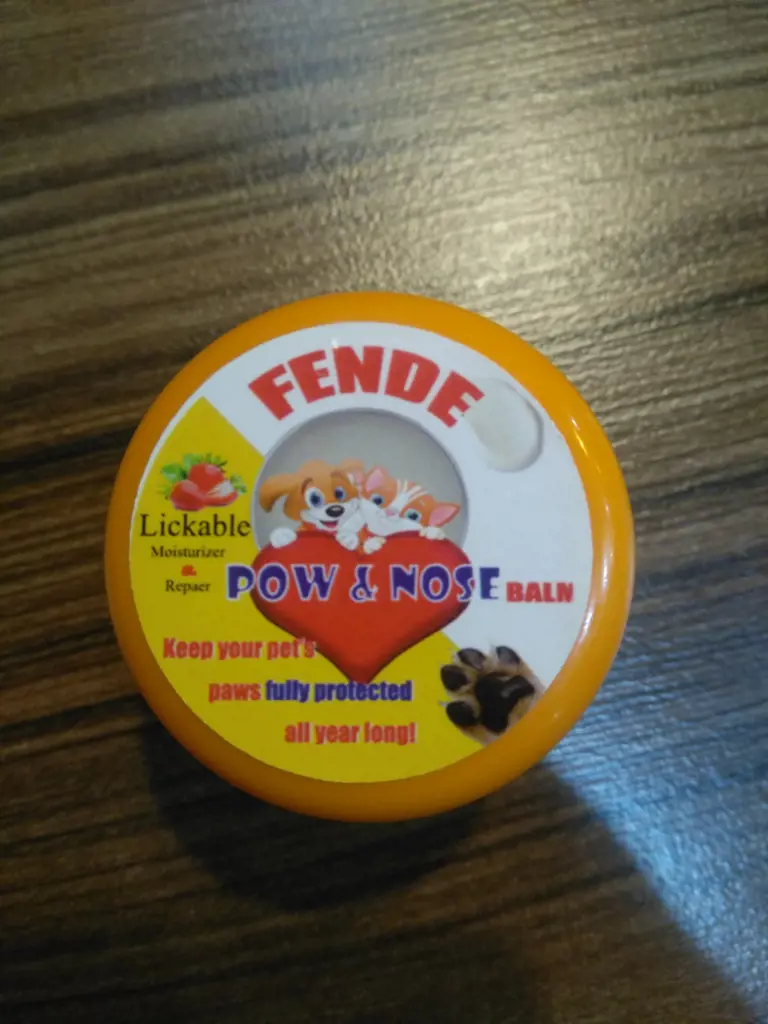 FENDE
Lickable
Moisturizer
&
Repaer
POW & NOSE BALN
Keep your pet's
paws fully protected
all year long!